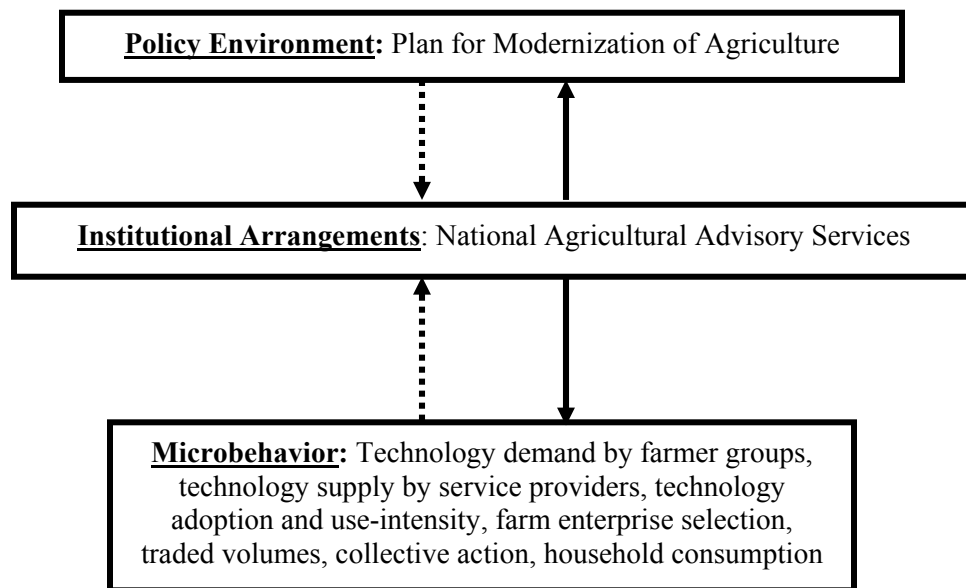 Policy Environment: Plan for Modernization of Agriculture
Institutional Arrangements: National Agricultural Advisory Services
Microbehavior: Technology demand by farmer groups,
technology supply by service providers, technology
adoption and use-intensity, farm enterprise selection,
traded volumes, collective action, household consumption